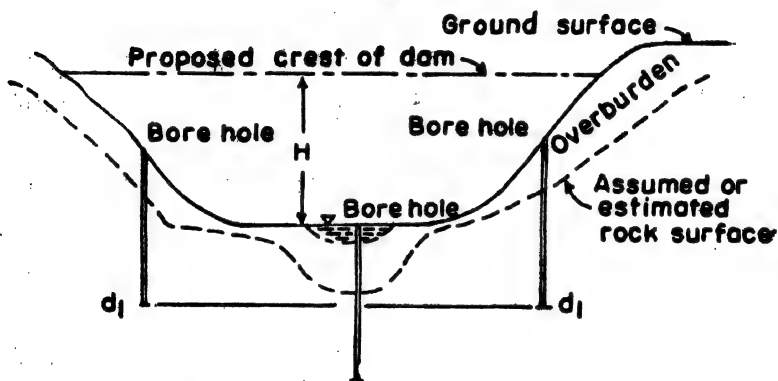 Ground surface
Proposed crest of dam
Overburden
Bore hole
Bore hole
H
Assumed or
estimated
rock surface
Bore hole
d1
d1